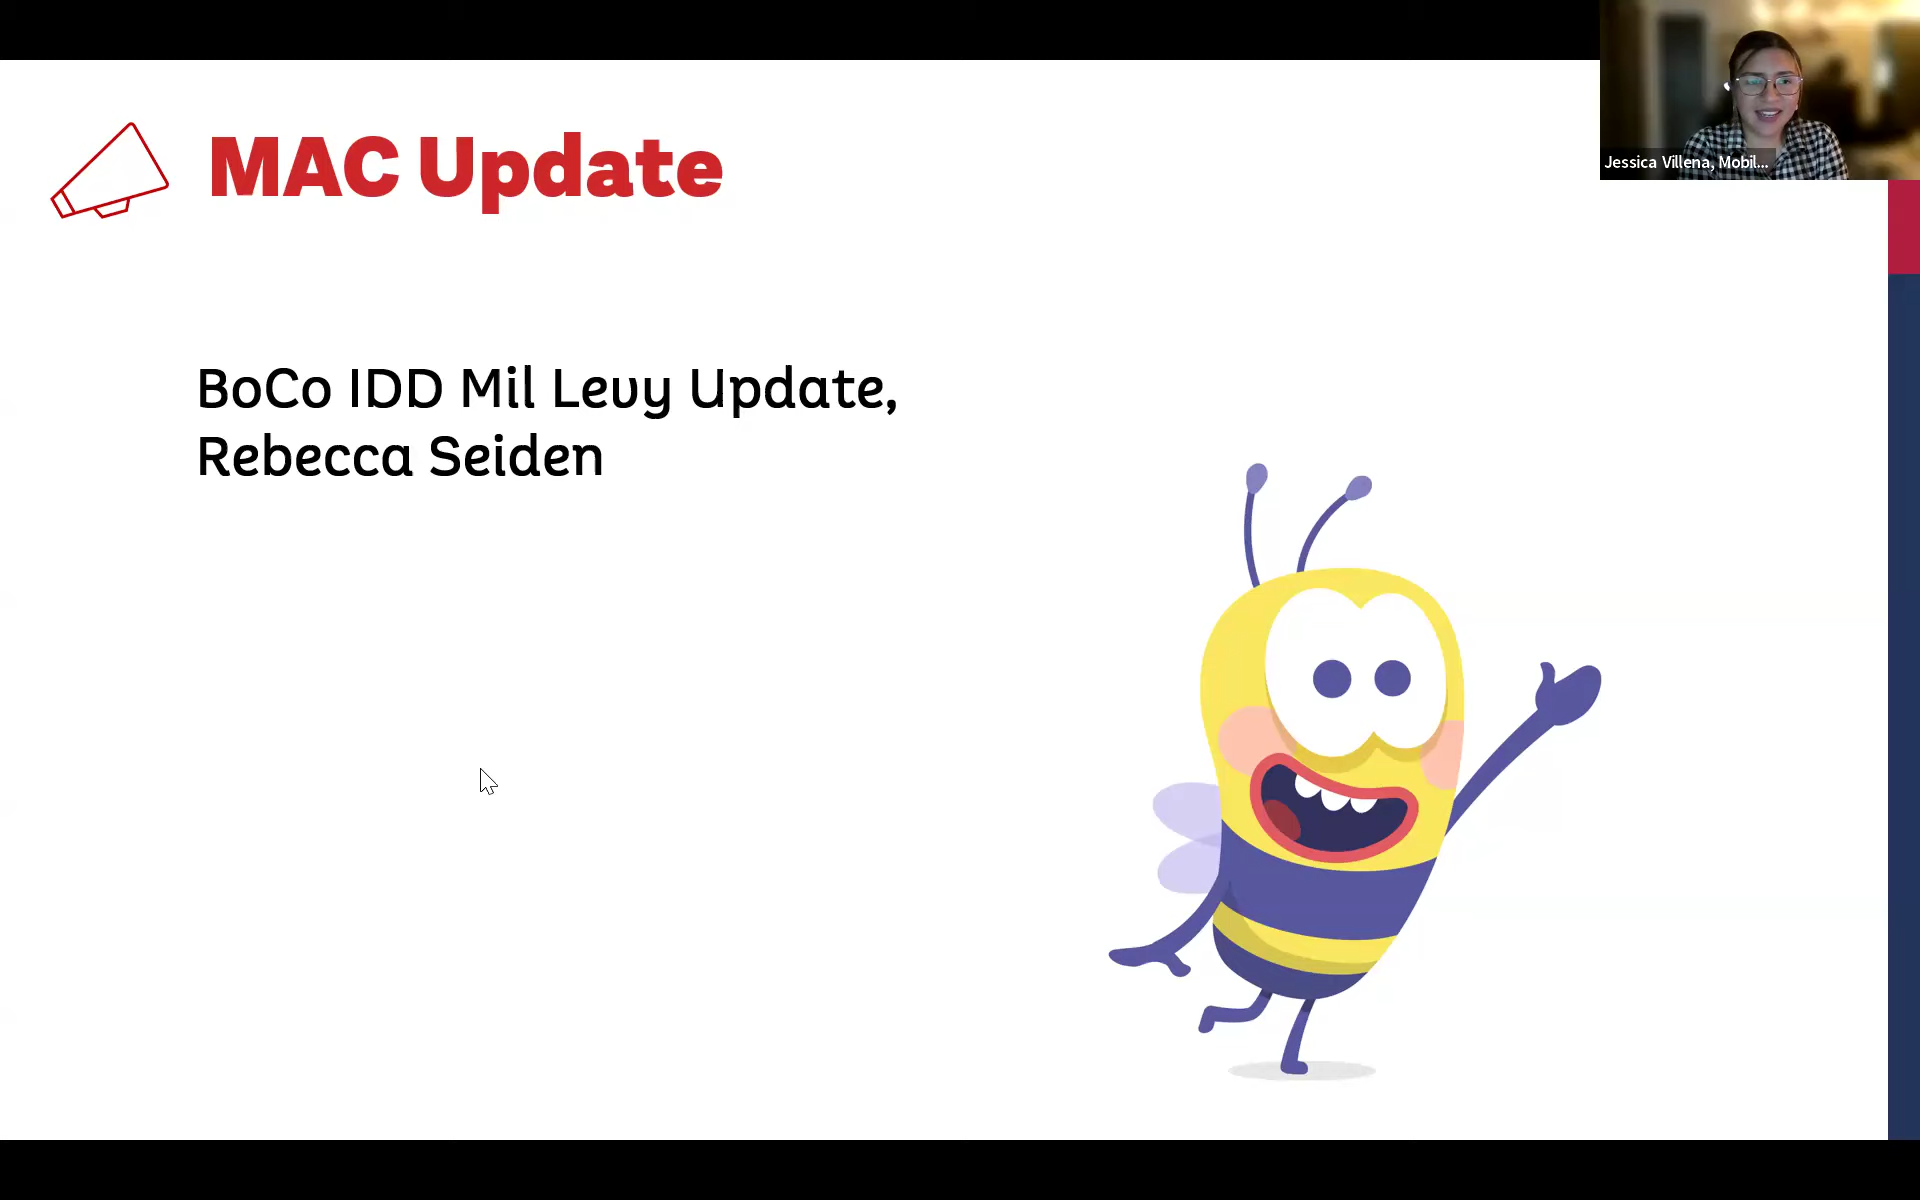 MAC Update
Jessica Villena, Mobil...
BoCo IDD Mil Levy Update,
Rebecca Seiden